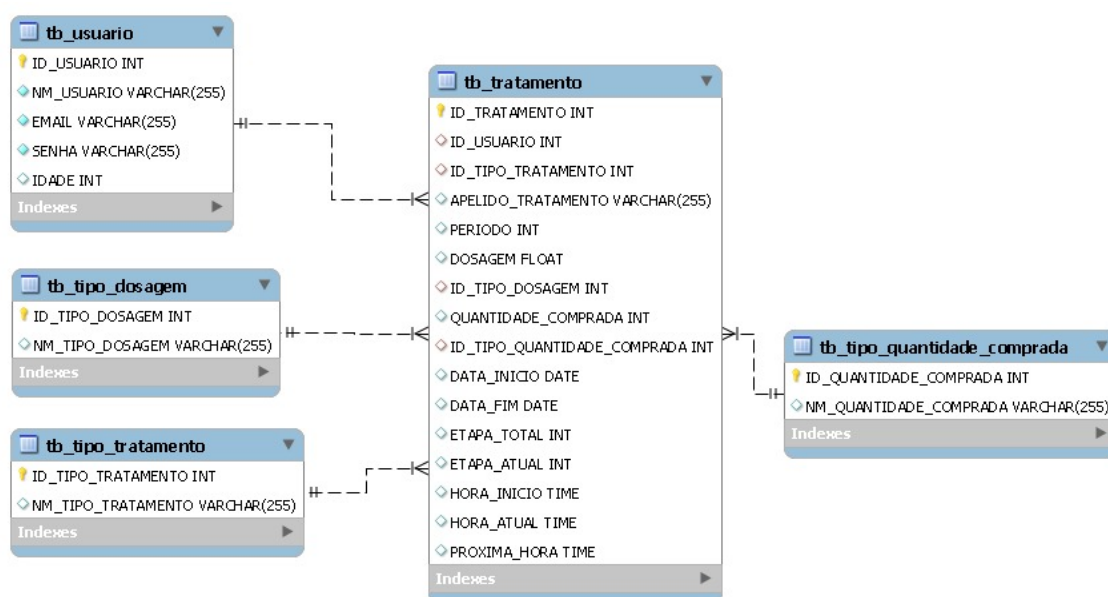 tb_usuario
ID_USUARIO INT
NM_USUARIO VARCHAR(255)
EMAIL VARCHAR(255)
SENHA VARCHAR(255)
IDADE INT
Indexes
tb_tipo_dosagem
ID_TIPO_DOSAGEM INT
NM_TIPO_DOSAGEM VARCHAR(255)
Indexes
tb_tipo_tratamento
ID_TIPO_TRATAMENTO INT
NM_TIPO_TRATAMENTO VARCHAR(255)
Indexes
tb_tratamento
ID_TRATAMENTO INT
ID_USUARIO INT
ID_TIPO_TRATAMENTO INT
APELIDO_TRATAMENTO VARCHAR(255)
PERIODO INT
DOSAGEM FLOAT
ID_TIPO_DOSAGEM INT
QUANTIDADE_COMPRADA INT
ID_TIPO_QUANTIDADE_COMPRADA INT
DATA_INICIO DATE
DATA_FIM DATE
ETAPA_TOTAL INT
ETAPA_ATUAL INT
HORA_INICIO TIME
HORA_ATUAL TIME
PROXIMA_HORA TIME
Indexes
tb_tipo_quantidade_comprada
ID_QUANTIDADE_COMPRADA INT
NM_QUANTIDADE_COMPRADA VARCHAR(255)
Indexes